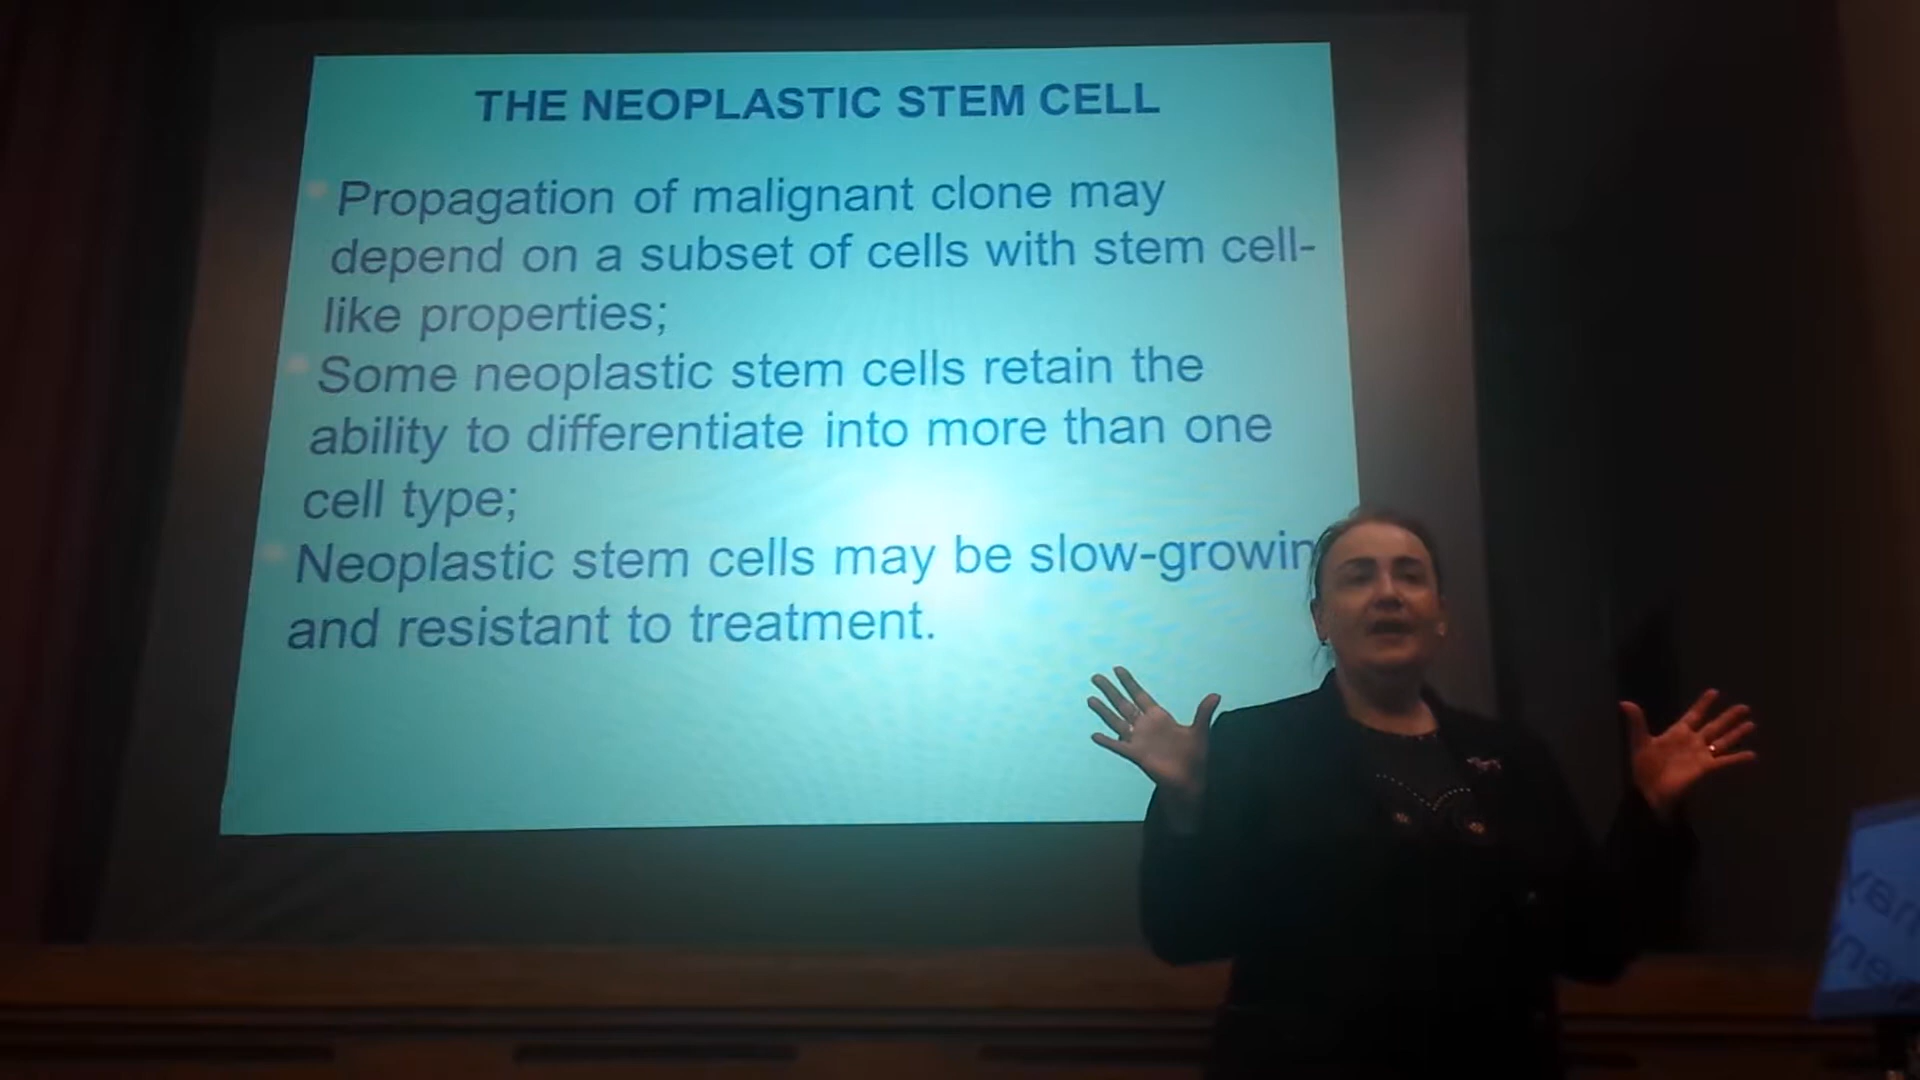 THE NEOPLASTIC STEM CELL
Propagation of malignant clone may
depend on a subset of cells with stem cell-
like properties;
Some neoplastic stem cells retain the
ability to differentiate into more than one
cell type;
Neoplastic stem cells may be slow-growin
and resistant to treatment.